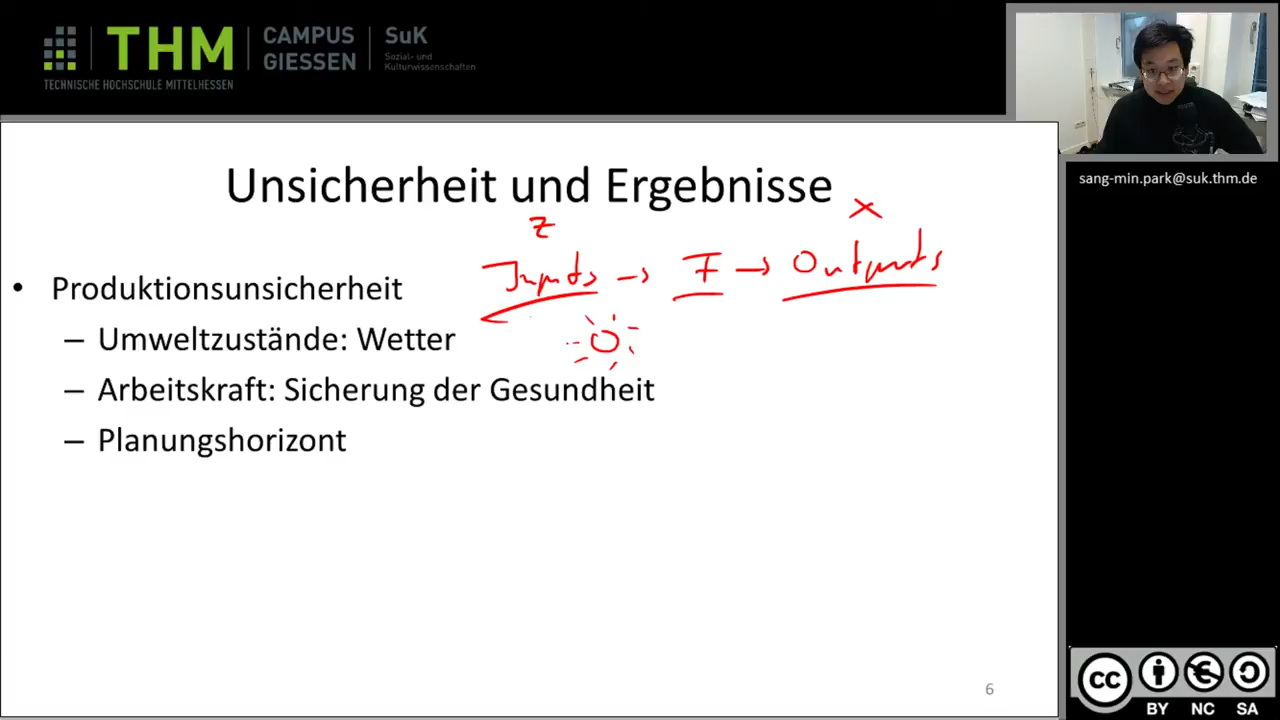 THM
TECHNISCHE HOCHSCHULE MITTELHESSEN
CAMPUS
GIESSEN
SuK
Sozial- und
Kulturwissenschaften
sang-min.park@suk.thm.de
Unsicherheit und Ergebnisse
z
x
Inputs → F → Outputs
• Produktionsunsicherheit
– Umweltzustände: Wetter
– Arbeitskraft: Sicherung der Gesundheit
– Planungshorizont
6
cc
BY NC SA